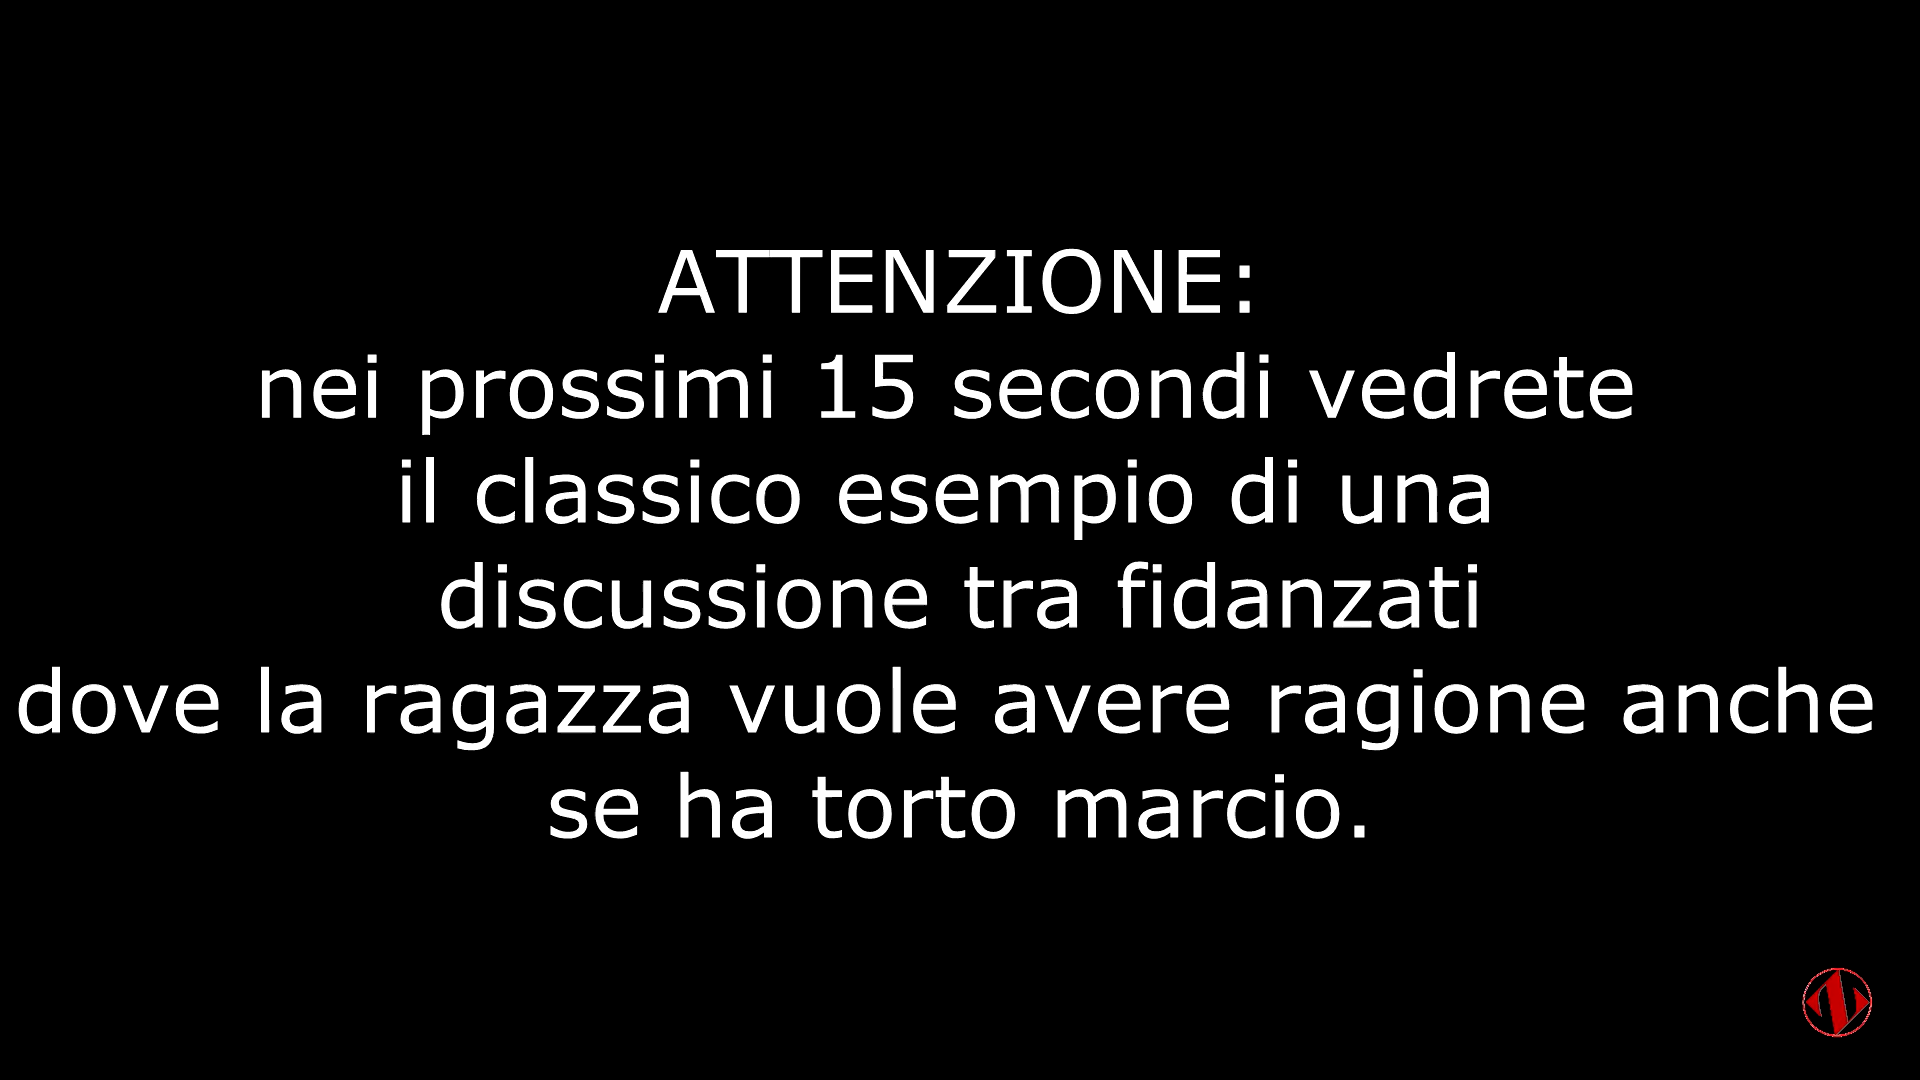 ATTENZIONE:
nei prossimi 15 secondi vedrete
il classico esempio di una
discussione tra fidanzati
dove la ragazza vuole avere ragione anche
se ha torto marcio.